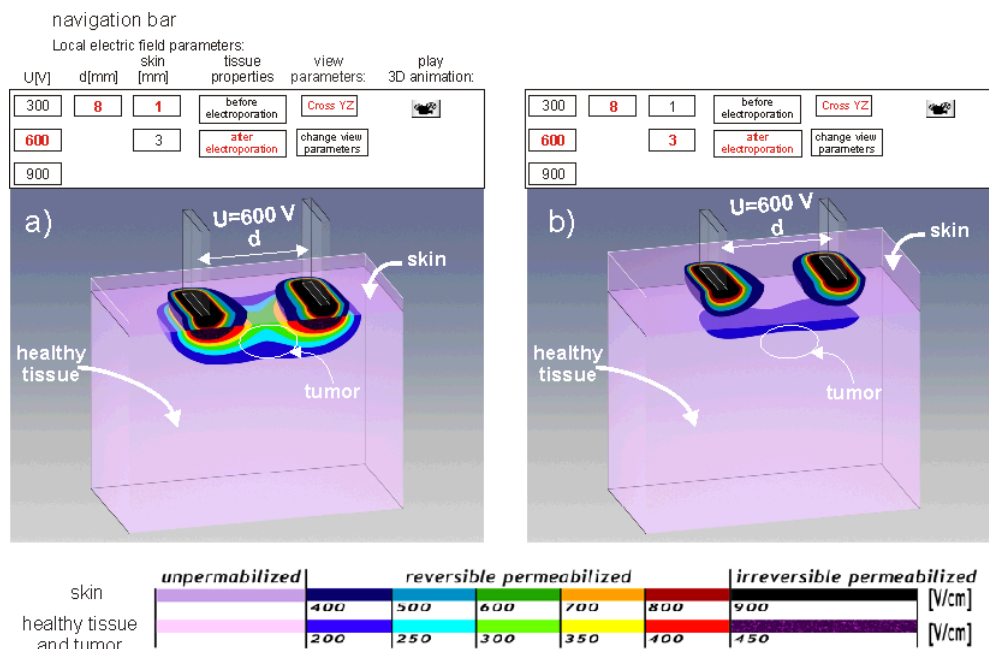 navigation bar
Local electric field parameters:
U[V] d[mm] skin [mm] tissue properties view parameters: play 3D animation:
300 8 1 before electroporation Cross YZ
600 3 ater electroporation change view parameters
900
300 8 1 before electroporation Cross YZ
600 3 ater electroporation change view parameters
900
a)
U=600 V
d
skin
healthy
tissue
tumor
b)
U=600 V
d
skin
healthy
tissue
tumor
unpermabilized reversible permeabilized irreversible permeabilized
skin [V/cm]
400 500 600 700 800 900
healthy tissue
and tumor [V/cm]
200 250 300 350 400 450